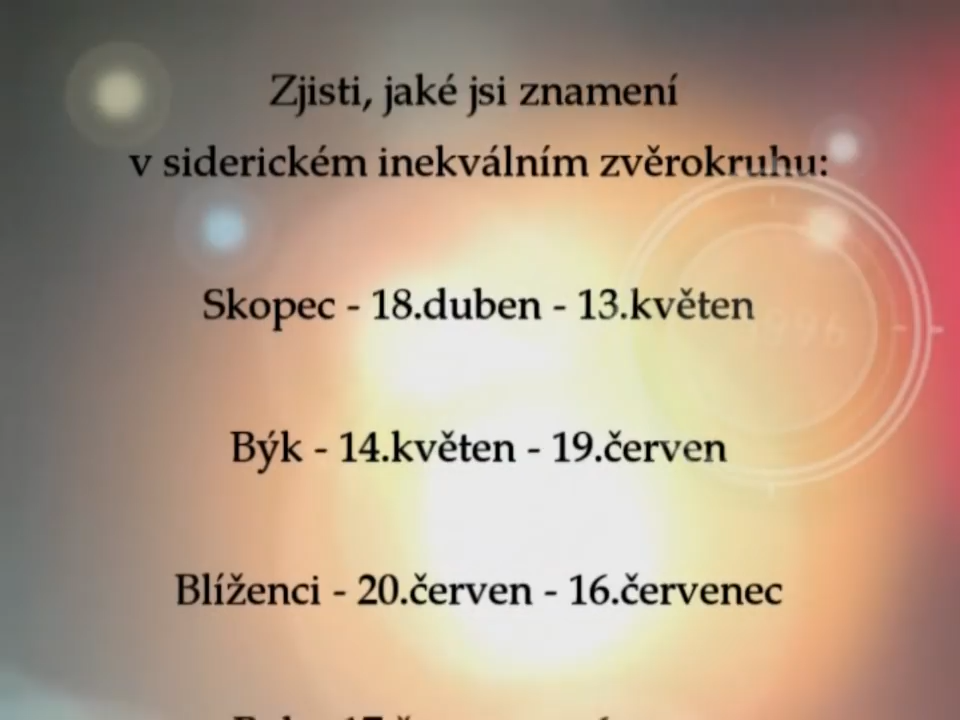 Zjisti, jaké jsi znamení
v siderickém inekválním zvěrokruhu:
Skopec - 18.duben - 13.květen
Býk - 14.květen - 19.červen
Blíženci - 20.červen - 16.červenec